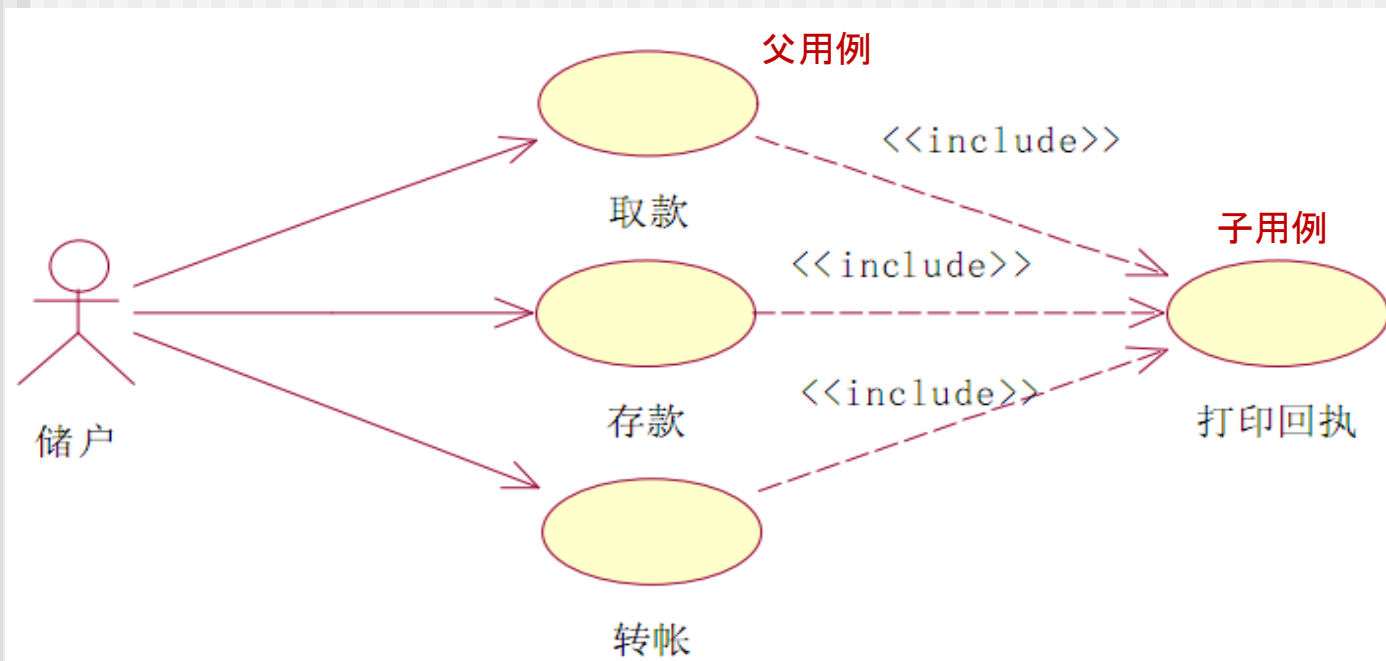 父用例
<<include>>
取款
子用例
<<include>>
储户
存款
<<include>>
打印回执
转帐